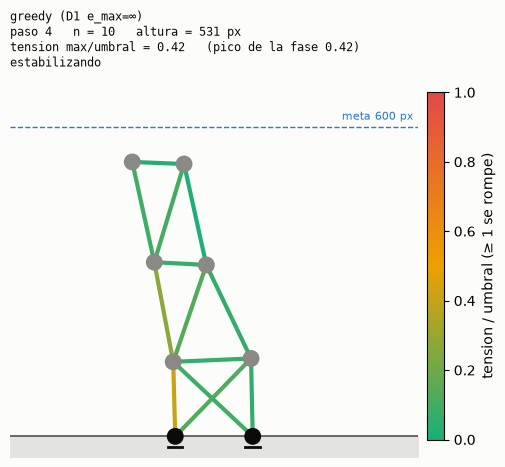 greedy (D1 e_max=∞)
paso 4   n = 10   altura = 531 px
tension max/umbral = 0.42   (pico de la fase 0.42)
estabilizando
meta 600 px
1.0
0.8
0.6
0.4
0.2
0.0
tension / umbral (≥ 1 se rompe)